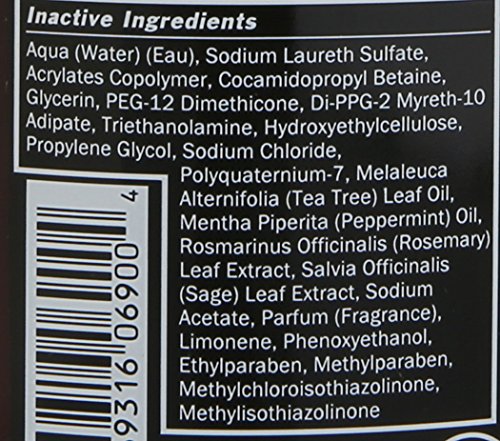 Inactive Ingredients
Aqua (Water) (Eau), Sodium Laureth Sulfate,
Acrylates Copolymer, Cocamidopropyl Betaine,
Glycerin, PEG-12 Dimethicone, Di-PPG-2 Myreth-10
Adipate, Triethanolamine, Hydroxyethylcellulose,
Propylene Glycol, Sodium Chloride,
Polyquaternium-7, Melaleuca
Alternifolia (Tea Tree) Leaf Oil,
Mentha Piperita (Peppermint) Oil,
Rosmarinus Officinalis (Rosemary)
Leaf Extract, Salvia Officinalis
(Sage) Leaf Extract, Sodium
Acetate, Parfum (Fragrance),
Limonene, Phenoxyethanol,
Ethylparaben, Methylparaben,
Methylchloroisothiazolinone,
Methylisothiazolinone
9316 06900 4